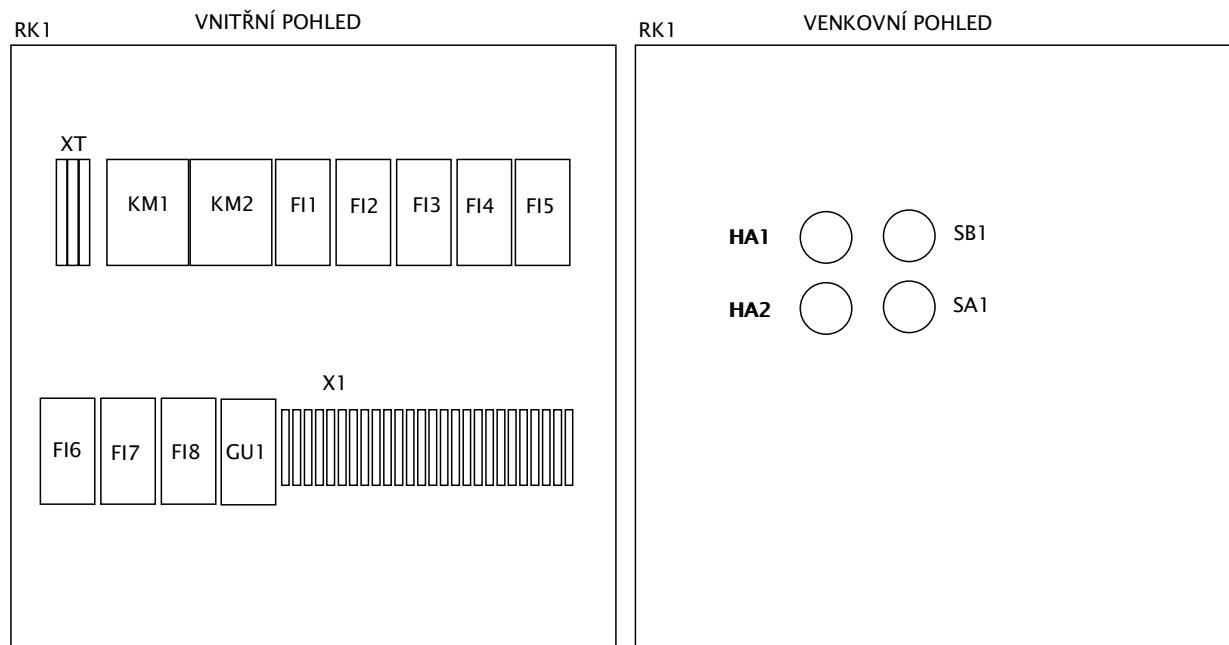 RK1
VNITŘNÍ POHLED
RK1
VENKOVNÍ POHLED
XT
KM1
KM2
FI1
FI2
FI3
FI4
FI5
HA1
SB1
HA2
SA1
X1
FI6
FI7
FI8
GU1